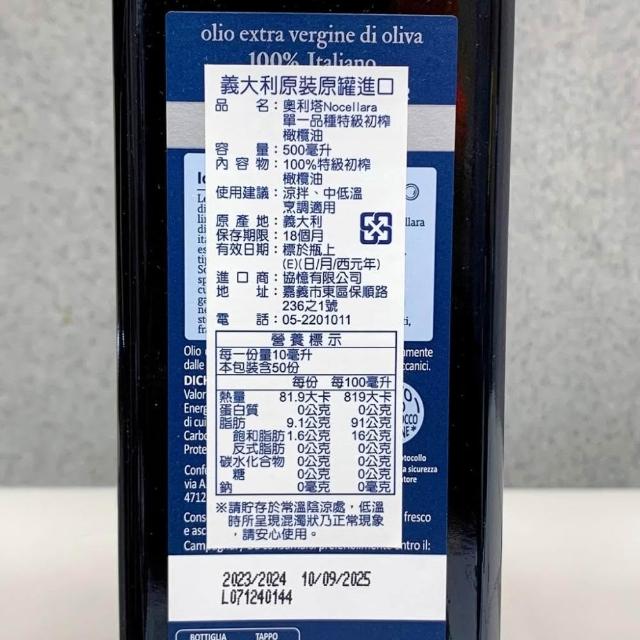 olio extra vergine di oliva
100% Italiano
義大利原裝原罐進口
品名：奧利塔Nocellara
單一品種特級初榨
橄欖油
容量：500毫升
內容物：100%特級初榨
橄欖油
使用建議：涼拌、中低溫
烹調適用
原產地：義大利
保存期限：18個月
有效日期：標於瓶上
(E)(日/月/西元年)
進口商：協憶有限公司
地址：嘉義市東區保順路
236之1號
電話：05-2201011
營養標示
每一份量10毫升
本包裝含50份
每份 每100毫升
熱量 81.9大卡 819大卡
蛋白質 0公克 0公克
脂肪 9.1公克 91公克
飽和脂肪 1.6公克 16公克
反式脂肪 0公克 0公克
碳水化合物 0公克 0公克
糖 0公克 0公克
鈉 0毫克 0毫克
※請貯存於常溫陰涼處，低溫
時所呈現混濁狀乃正常現象
，請安心使用。
Olio
dalle
DICH
Valor
Energ
di cui
Carbo
Prote
Confe
via A
4712
Cons
fresco
e asc
2023/2024 10/09/2025
L071240144
BOTTIGLIA TAPPO